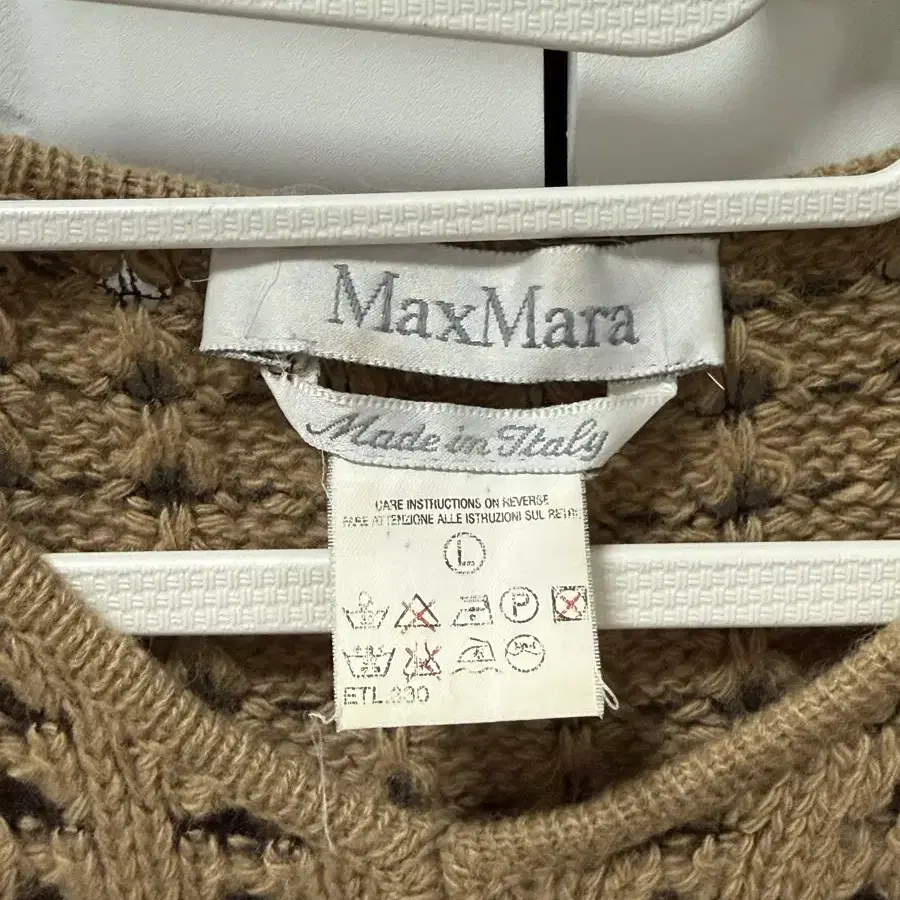 MaxMara
Made in Italy
CARE INSTRUCTIONS ON REVERSE
FARE ATTENZIONE ALLE ISTRUZIONI SUL RETRO
L
P
ETL.330